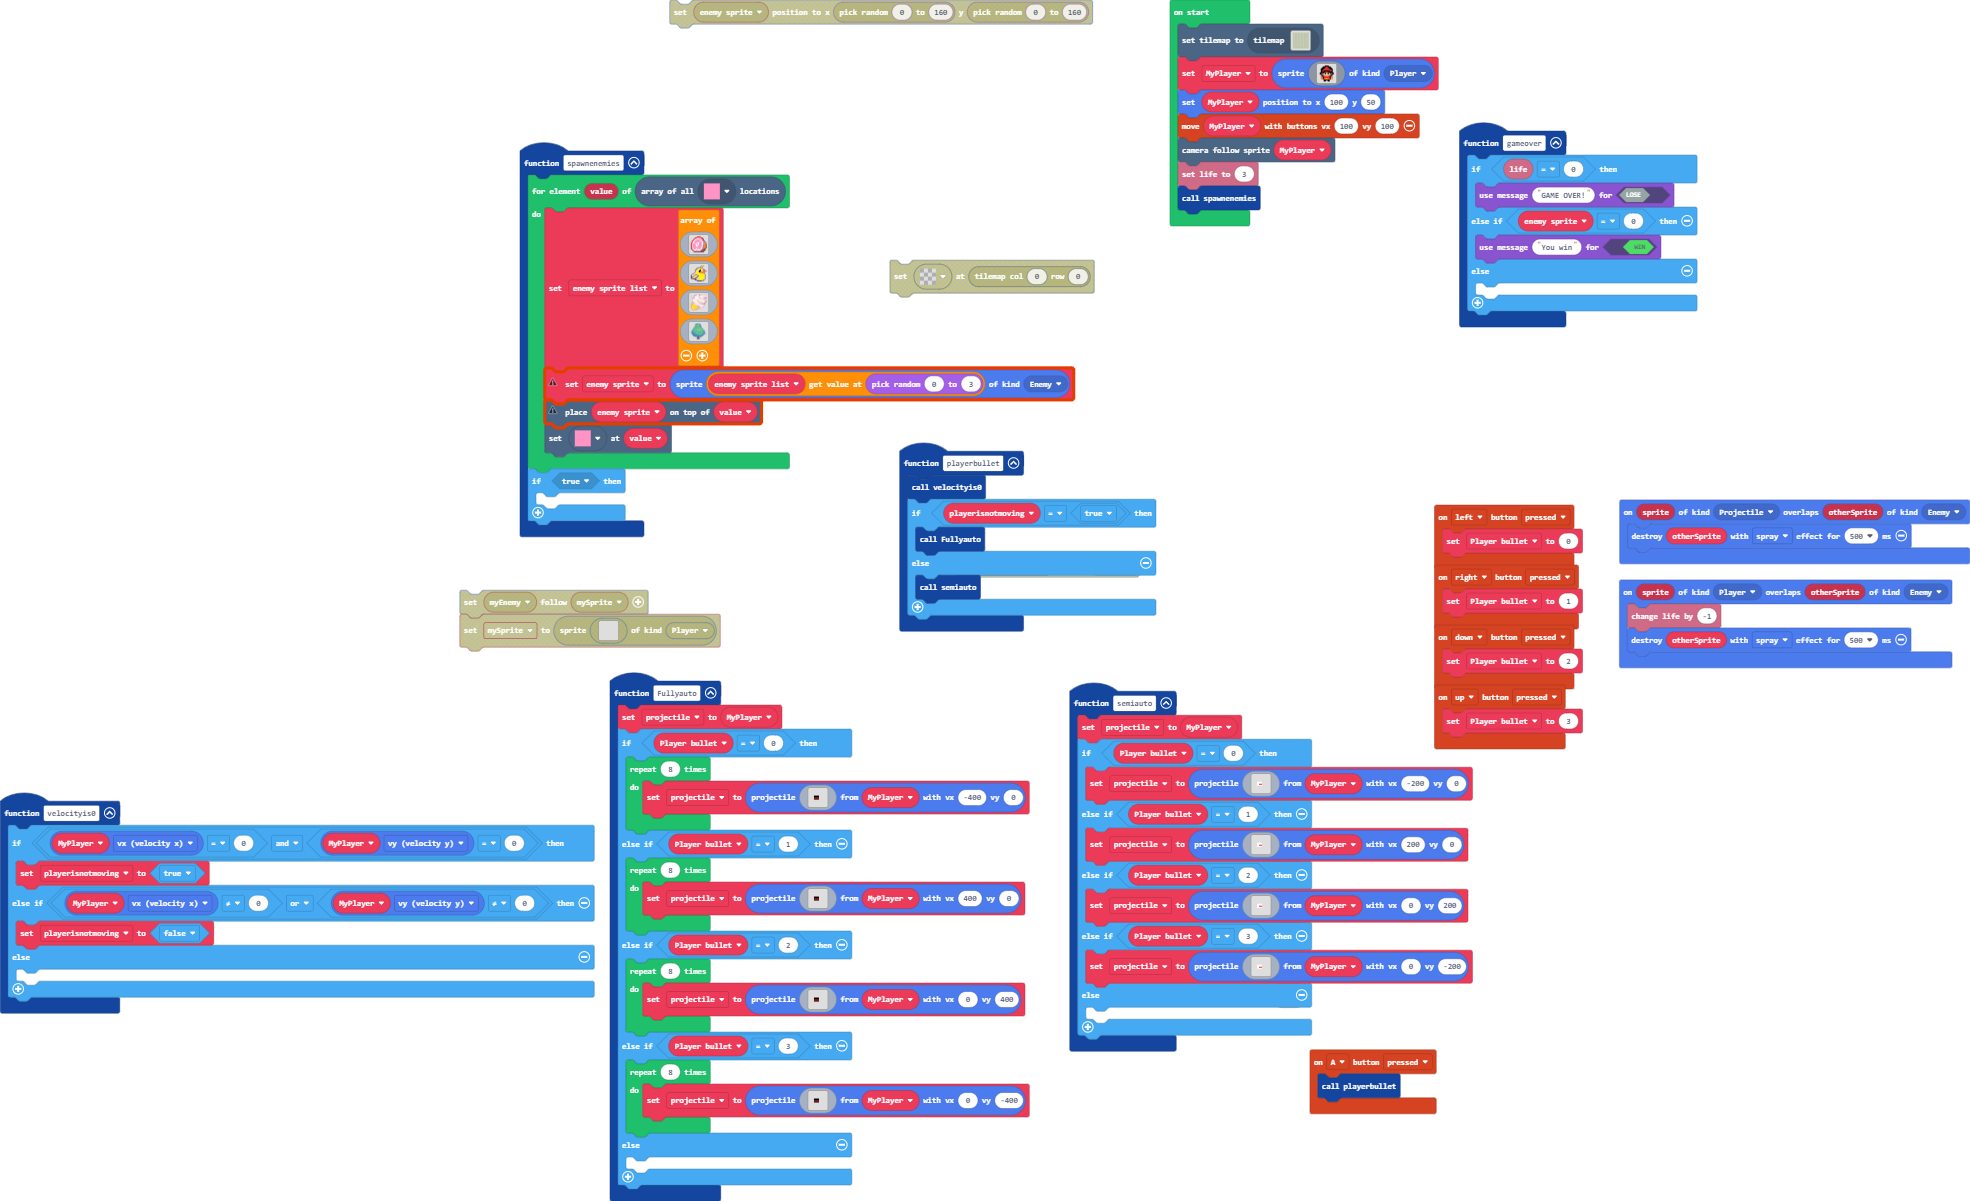 set enemy sprite position to x pick random 0 to 160 y pick random 0 to 160
on start
set tilemap to tilemap
set MyPlayer to sprite of kind Player
set MyPlayer position to x 100 y 50
move MyPlayer with buttons vx 100 vy 100
camera follow sprite MyPlayer
set life to 3
call spawnenemies
function gameover
if life = 0 then
use message "GAME OVER!" for LOSE
else if enemy sprite = 0 then
use message "You win" for WIN
else
function spawnenemies
for element value of array of all locations
do
array of
set enemy sprite list to
set enemy sprite to sprite enemy sprite list get value at pick random 0 to 3 of kind Enemy
place enemy sprite on top of value
set at value
if true then
set at tilemap col 0 row 0
function playerbullet
call velocityis0
if playerisnotmoving = true then
call Fullyauto
else
call semiauto
set myEnemy follow mySprite
set mySprite to sprite of kind Player
on left button pressed
set Player bullet to 0
on right button pressed
set Player bullet to 1
on down button pressed
set Player bullet to 2
on up button pressed
set Player bullet to 3
on sprite of kind Projectile overlaps otherSprite of kind Enemy
destroy otherSprite with spray effect for 500 ms
on sprite of kind Player overlaps otherSprite of kind Enemy
change life by -1
destroy otherSprite with spray effect for 500 ms
function velocityis0
if MyPlayer vx (velocity x) = 0 and MyPlayer vy (velocity y) = 0 then
set playerisnotmoving to true
else if MyPlayer vx (velocity x) ≠ 0 or MyPlayer vy (velocity y) ≠ 0 then
set playerisnotmoving to false
else
function Fullyauto
set projectile to MyPlayer
if Player bullet = 0 then
repeat 8 times
do
set projectile to projectile from MyPlayer with vx -400 vy 0
else if Player bullet = 1 then
repeat 8 times
do
set projectile to projectile from MyPlayer with vx 400 vy 0
else if Player bullet = 2 then
repeat 8 times
do
set projectile to projectile from MyPlayer with vx 0 vy 400
else if Player bullet = 3 then
repeat 8 times
do
set projectile to projectile from MyPlayer with vx 0 vy -400
else
function semiauto
set projectile to MyPlayer
if Player bullet = 0 then
set projectile to projectile from MyPlayer with vx -200 vy 0
else if Player bullet = 1 then
set projectile to projectile from MyPlayer with vx 200 vy 0
else if Player bullet = 2 then
set projectile to projectile from MyPlayer with vx 0 vy 200
else if Player bullet = 3 then
set projectile to projectile from MyPlayer with vx 0 vy -200
else
on A button pressed
call playerbullet